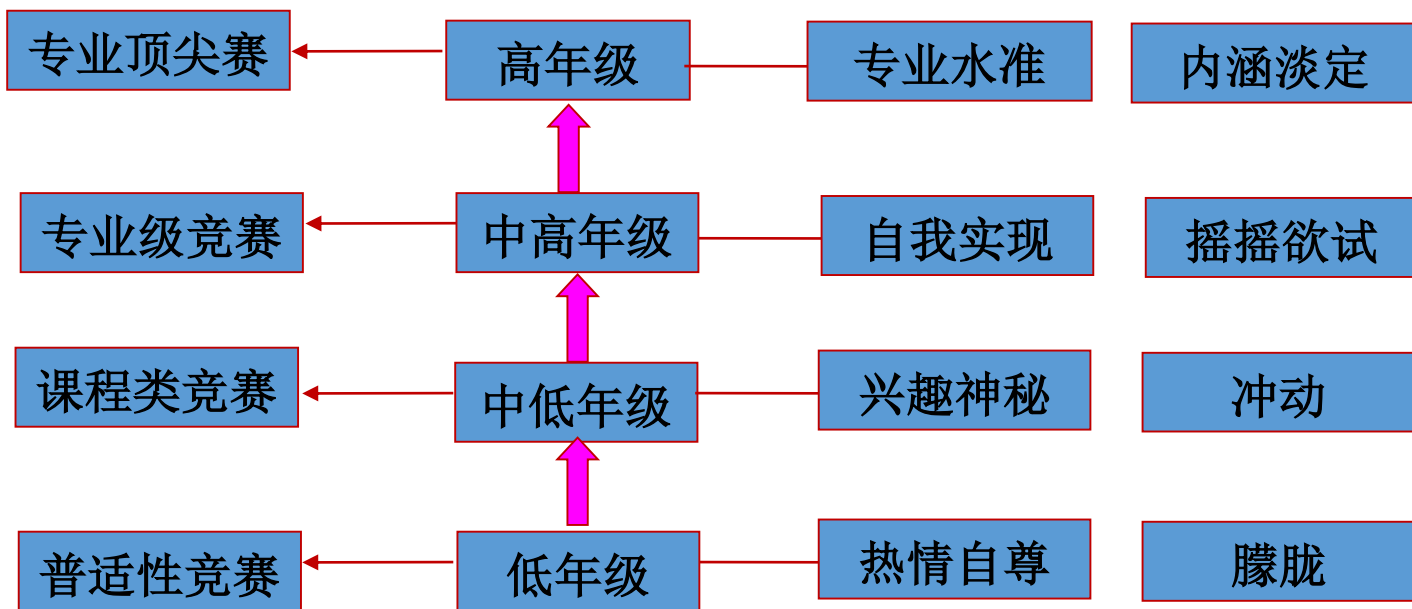 专业顶尖赛 高年级 专业水准 内涵淡定
专业级竞赛 中高年级 自我实现 摇摇欲试
课程类竞赛 中低年级 兴趣神秘 冲动
普适性竞赛 低年级 热情自尊 朦胧